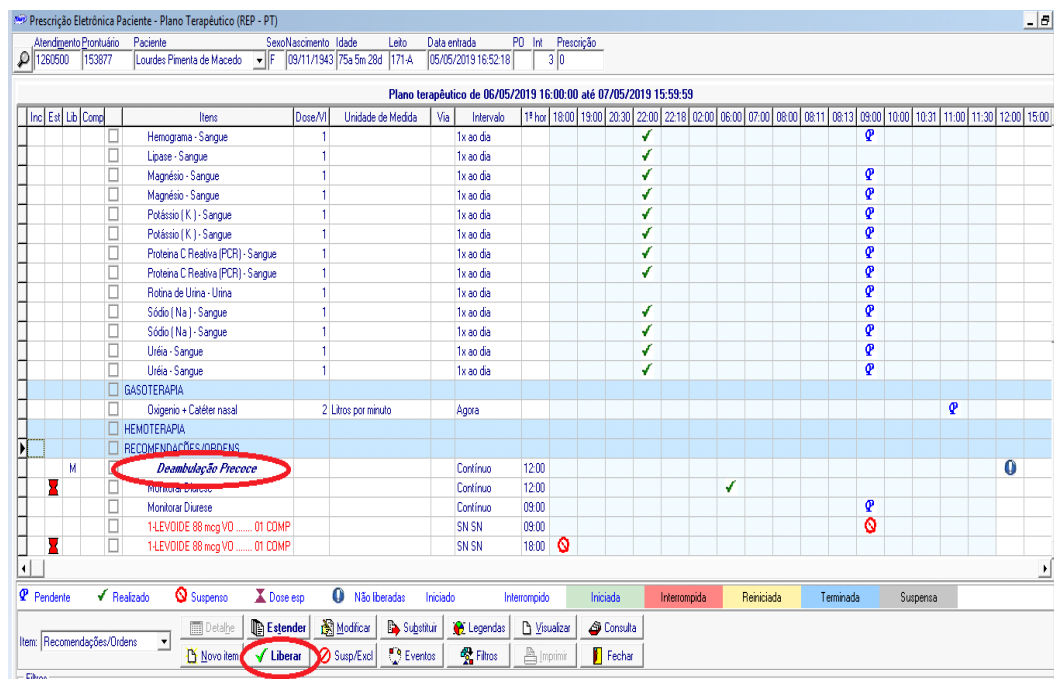 Prescrição Eletrônica Paciente - Plano Terapêutico (REP - PT)
Atendimento Prontuário Paciente Sexo Nascimento Idade Leito Data entrada PO Int Prescrição
1260500 153877 Lourdes Pimenta de Macedo F 09/11/1943 75a 5m 28d 171-A 05/05/2019 16:52:18 3 0
Plano terapêutico de 06/05/2019 16:00:00 até 07/05/2019 15:59:59
Inc Est Lib Comp Itens Dose/Vl Unidade de Medida Via Intervalo 1ª hor 18:00 19:00 20:30 22:00 22:18 02:00 06:00 07:00 08:00 08:11 08:13 09:00 10:00 10:31 11:00 11:30 12:00 15:00
Hemograma - Sangue 1 1x ao dia
Lipase - Sangue 1 1x ao dia
Magnésio - Sangue 1 1x ao dia
Magnésio - Sangue 1 1x ao dia
Potássio ( K ) - Sangue 1 1x ao dia
Potássio ( K ) - Sangue 1 1x ao dia
Proteina C Reativa (PCR) - Sangue 1 1x ao dia
Proteina C Reativa (PCR) - Sangue 1 1x ao dia
Rotina de Urina - Urina 1 1x ao dia
Sódio ( Na ) - Sangue 1 1x ao dia
Sódio ( Na ) - Sangue 1 1x ao dia
Uréia - Sangue 1 1x ao dia
Uréia - Sangue 1 1x ao dia
GASOTERAPIA
Oxigenio + Catéter nasal 2 Litros por minuto Agora
HEMOTERAPIA
RECOMENDAÇÕES/ORDENS
M Deambulação Precoce Contínuo 12:00
Monitorar Diurese Contínuo 12:00
Monitorar Diurese Contínuo 09:00
1-LEVOIDE 88 mcg VO ....... 01 COMP SN SN 09:00
1-LEVOIDE 88 mcg VO ....... 01 COMP SN SN 18:00
Pendente Realizado Suspenso Dose esp Não liberadas Iniciado Interrompido Iniciada Interrompida Reiniciada Terminada Suspensa
Item: Recomendações/Ordens Detalhe Estender Modificar Substituir Legendas Visualizar Consulta
Novo item Liberar Susp/Excl Eventos Filtros Imprimir Fechar
Filtros